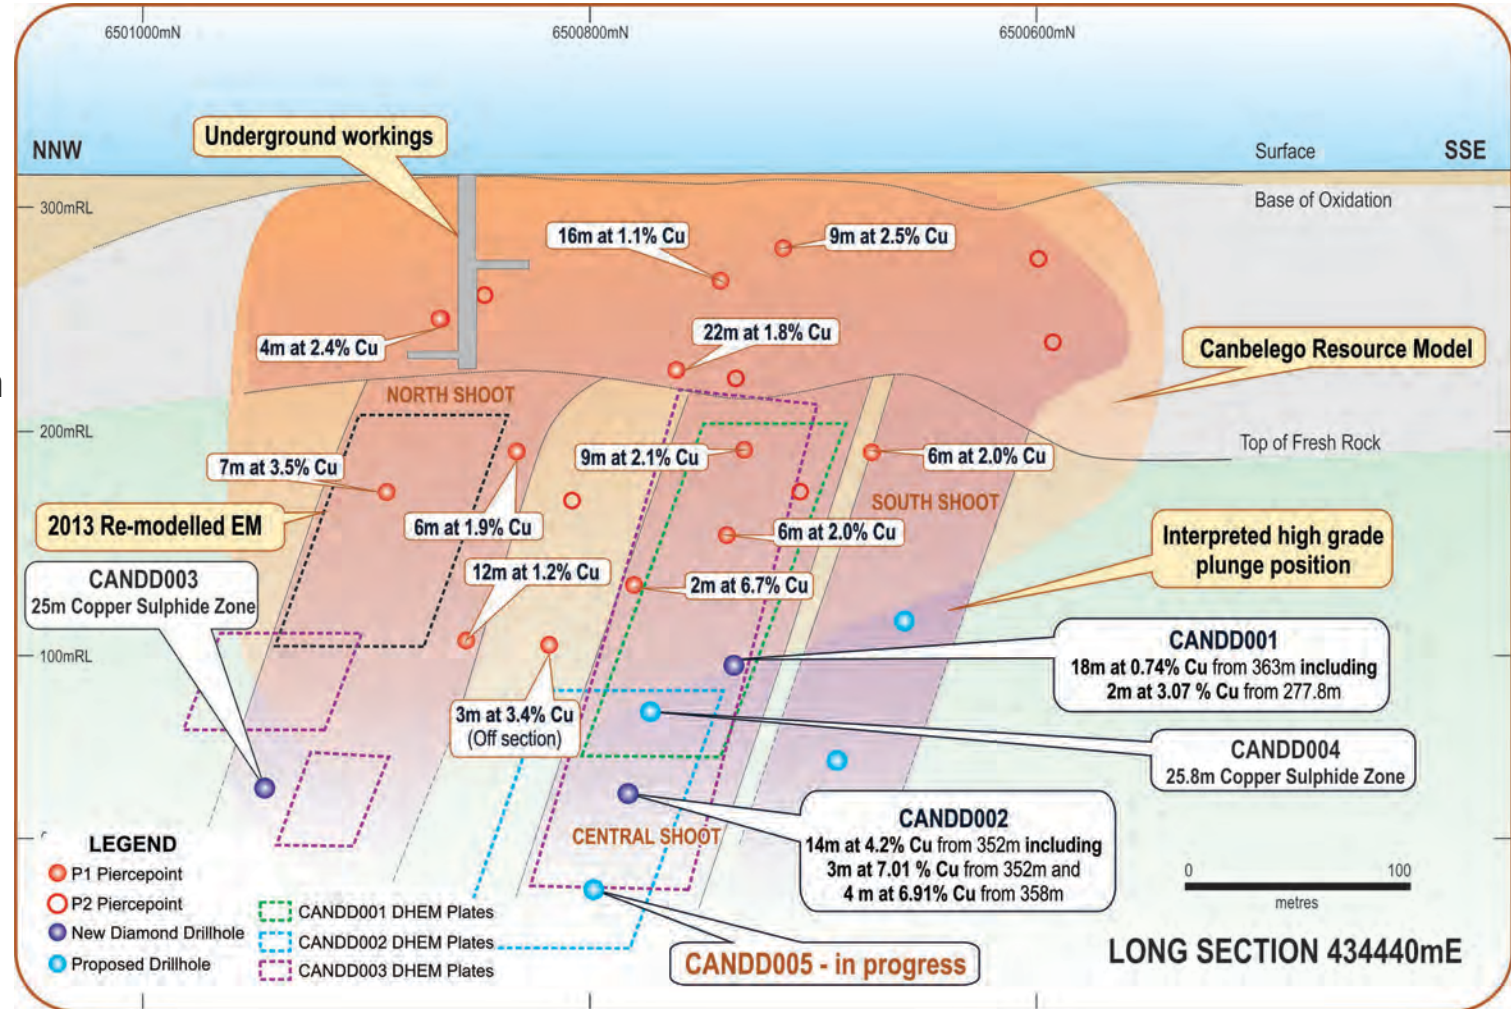 6501000mN
6500800mN
6500600mN
NNW
Underground workings
Surface
SSE
300mRL
Base of Oxidation
16m at 1.1% Cu
9m at 2.5% Cu
4m at 2.4% Cu
22m at 1.8% Cu
Canbelego Resource Model
NORTH SHOOT
200mRL
Top of Fresh Rock
7m at 3.5% Cu
9m at 2.1% Cu
6m at 2.0% Cu
SOUTH SHOOT
2013 Re-modelled EM
6m at 1.9% Cu
6m at 2.0% Cu
Interpreted high grade
plunge position
CANDD003
25m Copper Sulphide Zone
12m at 1.2% Cu
2m at 6.7% Cu
100mRL
CANDD001
18m at 0.74% Cu from 363m including
2m at 3.07 % Cu from 277.8m
3m at 3.4% Cu
(Off section)
CANDD004
25.8m Copper Sulphide Zone
CENTRAL SHOOT
CANDD002
14m at 4.2% Cu from 352m including
3m at 7.01 % Cu from 352m and
4 m at 6.91% Cu from 358m
LEGEND
P1 Piercepoint
P2 Piercepoint
New Diamond Drillhole
Proposed Drillhole
CANDD001 DHEM Plates
CANDD002 DHEM Plates
CANDD003 DHEM Plates
0 100
metres
CANDD005 - in progress
LONG SECTION 434440mE